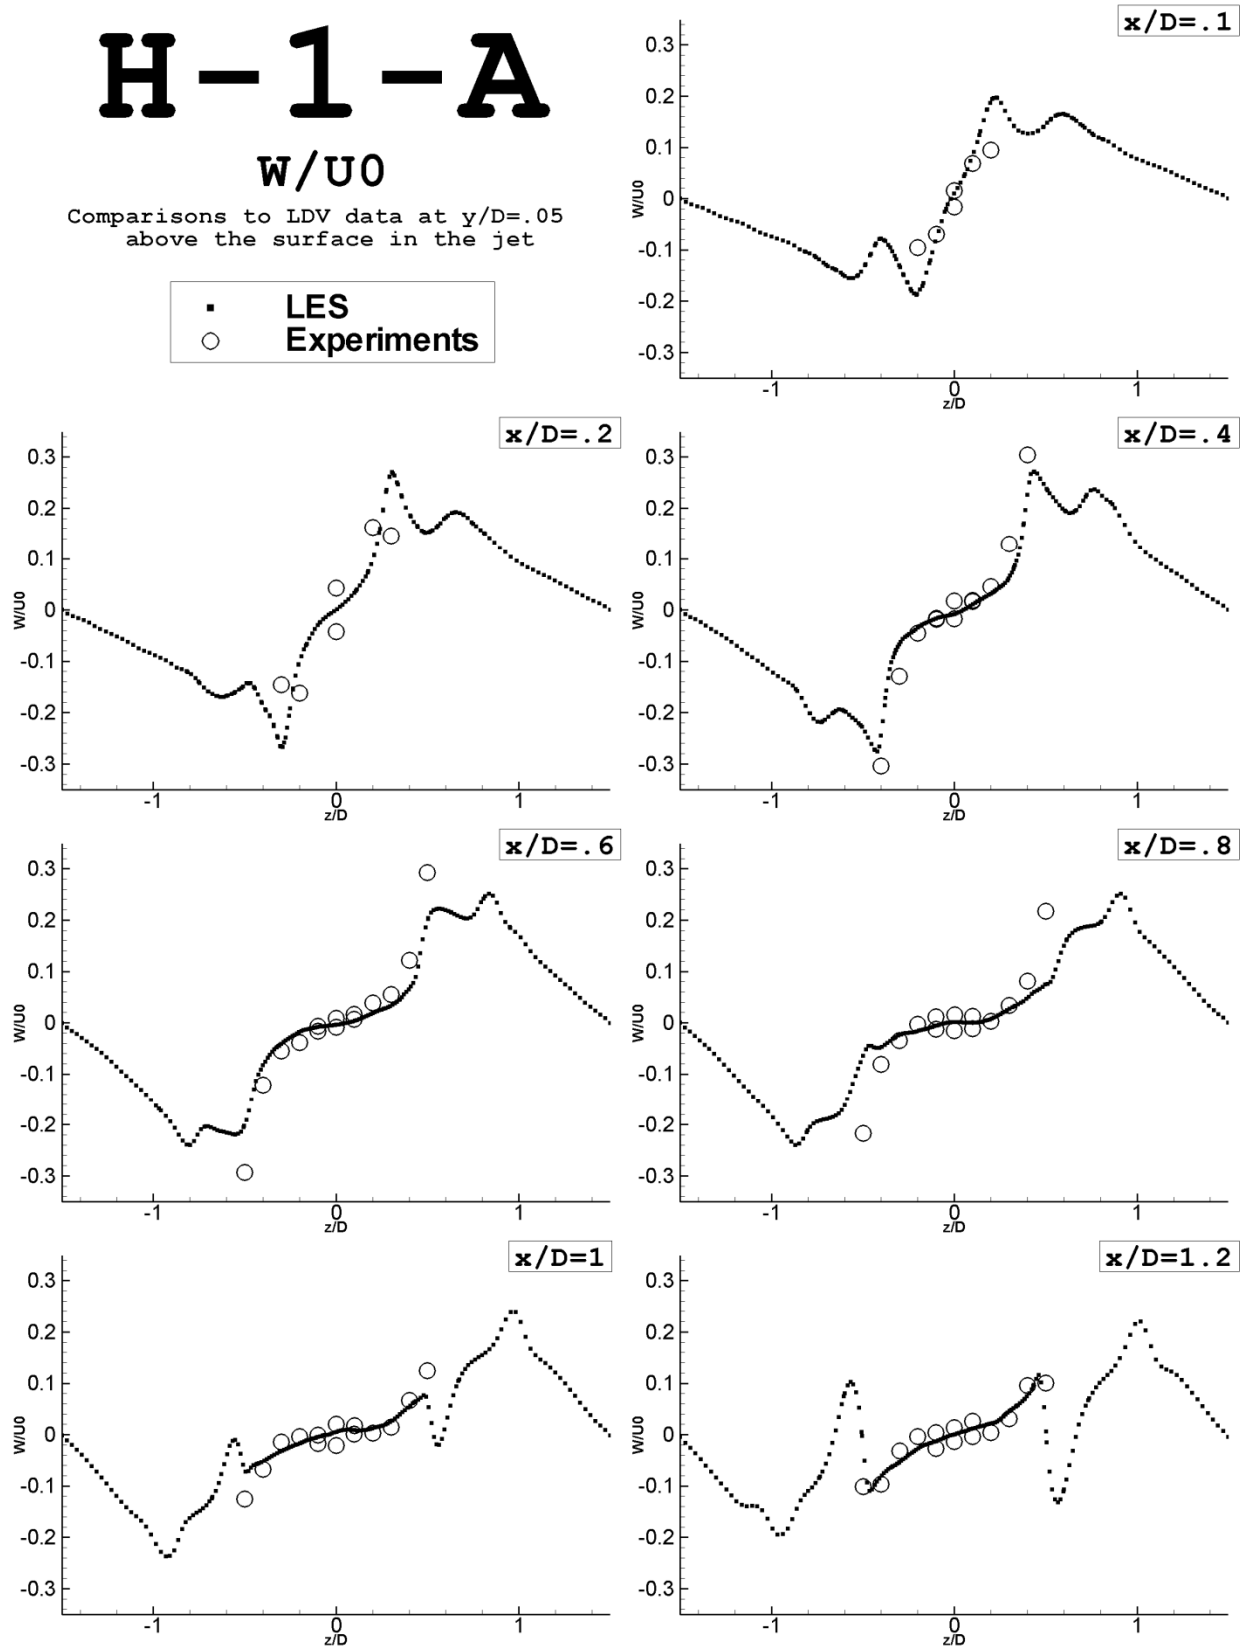 H-1-A
W/U0
Comparisons to LDV data at y/D=.05
above the surface in the jet
LES
Experiments
x/D=.1
0.3
0.2
0.1
0
-0.1
-0.2
-0.3
W/U0
-1 0 1
z/D
x/D=.2
0.3
0.2
0.1
0
-0.1
-0.2
-0.3
W/U0
-1 0 1
z/D
x/D=.4
0.3
0.2
0.1
0
-0.1
-0.2
-0.3
W/U0
-1 0 1
z/D
x/D=.6
0.3
0.2
0.1
0
-0.1
-0.2
-0.3
W/U0
-1 0 1
z/D
x/D=.8
0.3
0.2
0.1
0
-0.1
-0.2
-0.3
W/U0
-1 0 1
z/D
x/D=1
0.3
0.2
0.1
0
-0.1
-0.2
-0.3
W/U0
-1 0 1
z/D
x/D=1.2
0.3
0.2
0.1
0
-0.1
-0.2
-0.3
W/U0
-1 0 1
z/D